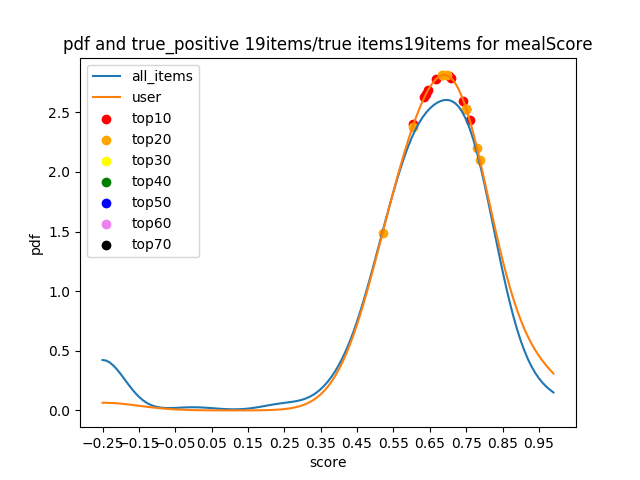 pdf and true_positive 19items/true items19items for mealScore
all_items
user
top10
top20
top30
top40
top50
top60
top70
pdf
2.5
2.0
1.5
1.0
0.5
0.0
−0.25 −0.15 −0.05 0.05 0.15 0.25 0.35 0.45 0.55 0.65 0.75 0.85 0.95
score